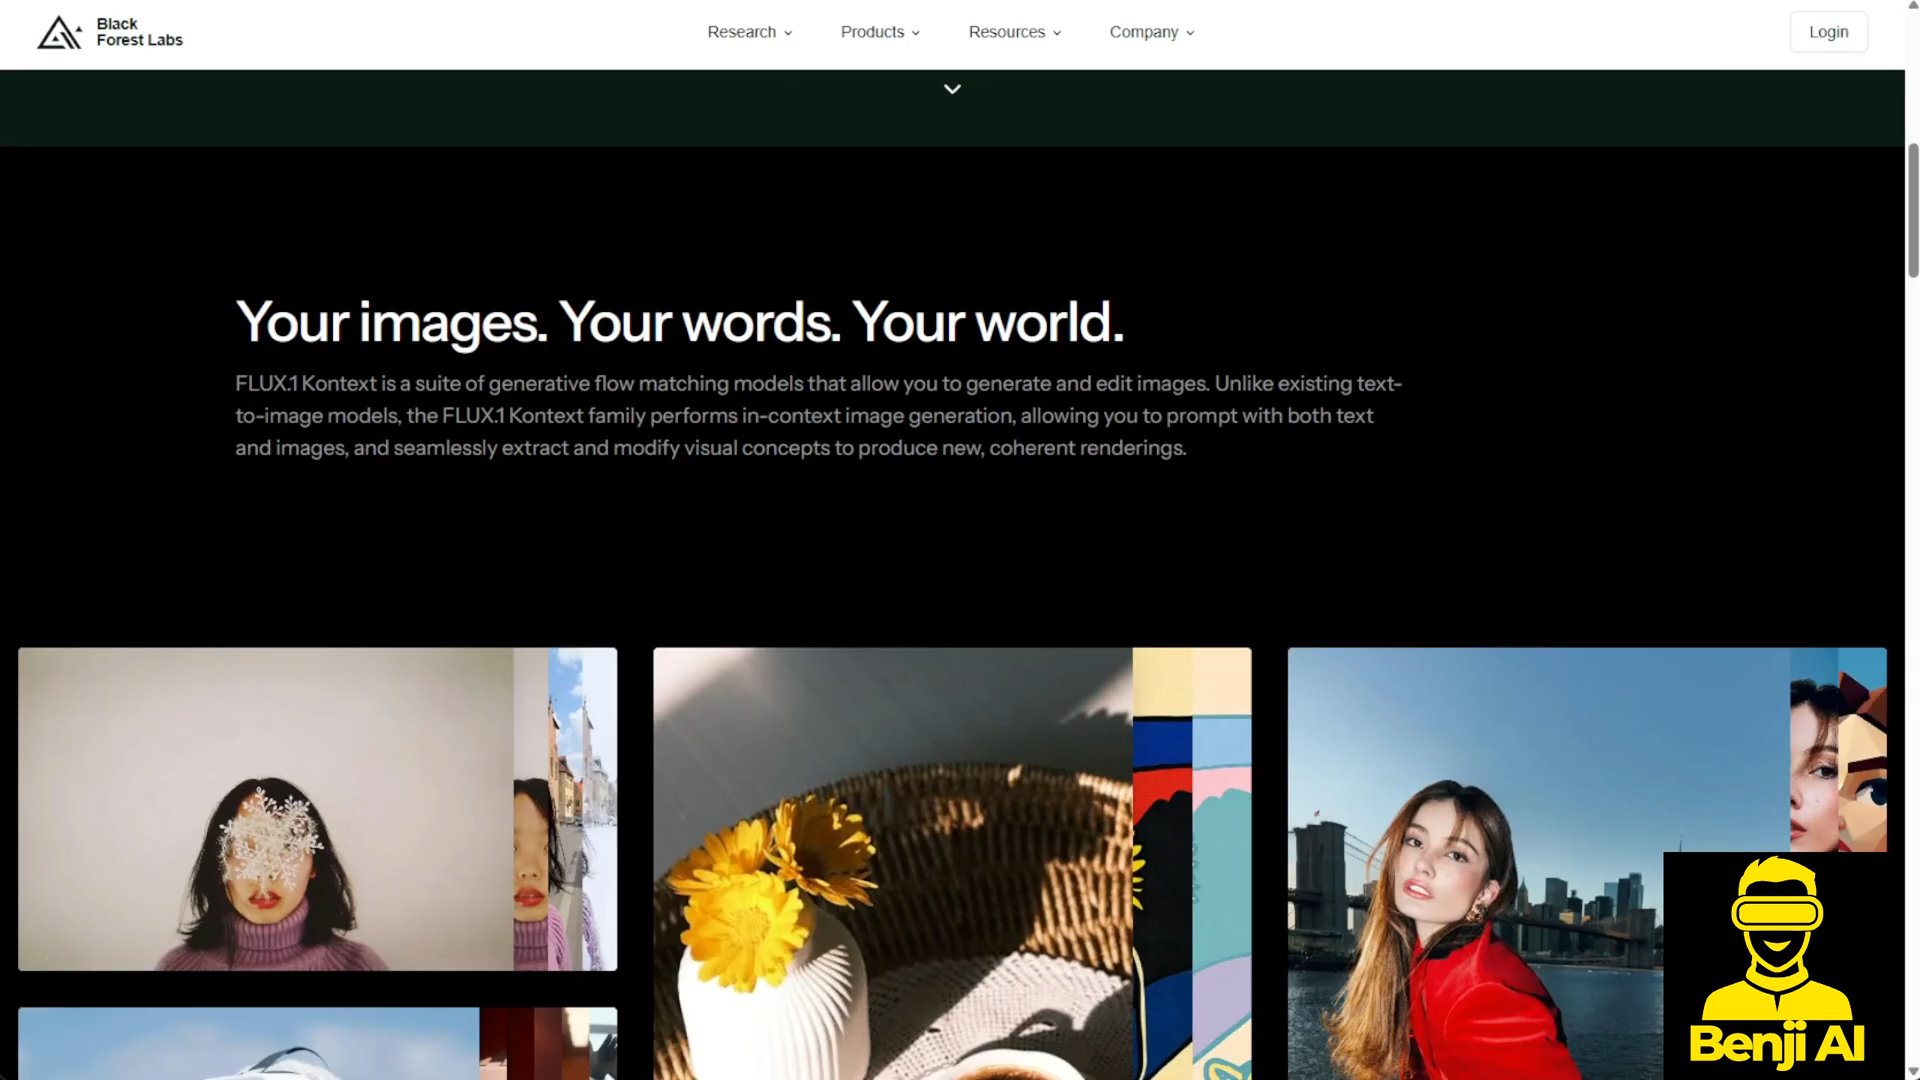 Black
Forest Labs
Research
Products
Resources
Company
Login
Your images. Your words. Your world.
FLUX.1 Kontext is a suite of generative flow matching models that allow you to generate and edit images. Unlike existing text-
to-image models, the FLUX.1 Kontext family performs in-context image generation, allowing you to prompt with both text
and images, and seamlessly extract and modify visual concepts to produce new, coherent renderings.
Benji AI